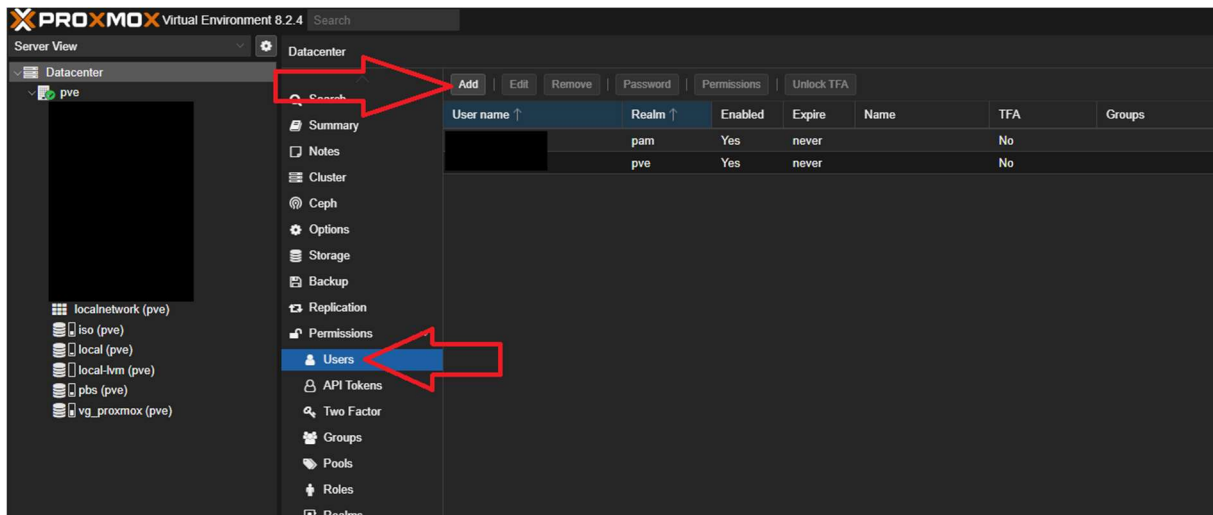 PROXMOX Virtual Environment 8.2.4 Search
Server View
Datacenter
pve
localnetwork (pve)
iso (pve)
local (pve)
local-lvm (pve)
pbs (pve)
vg_proxmox (pve)
Datacenter
Search
Summary
Notes
Cluster
Ceph
Options
Storage
Backup
Replication
Permissions
Users
API Tokens
Two Factor
Groups
Pools
Roles
Realms
Add Edit Remove Password Permissions Unlock TFA
User name Realm Enabled Expire Name TFA Groups
pam Yes never No
pve Yes never No